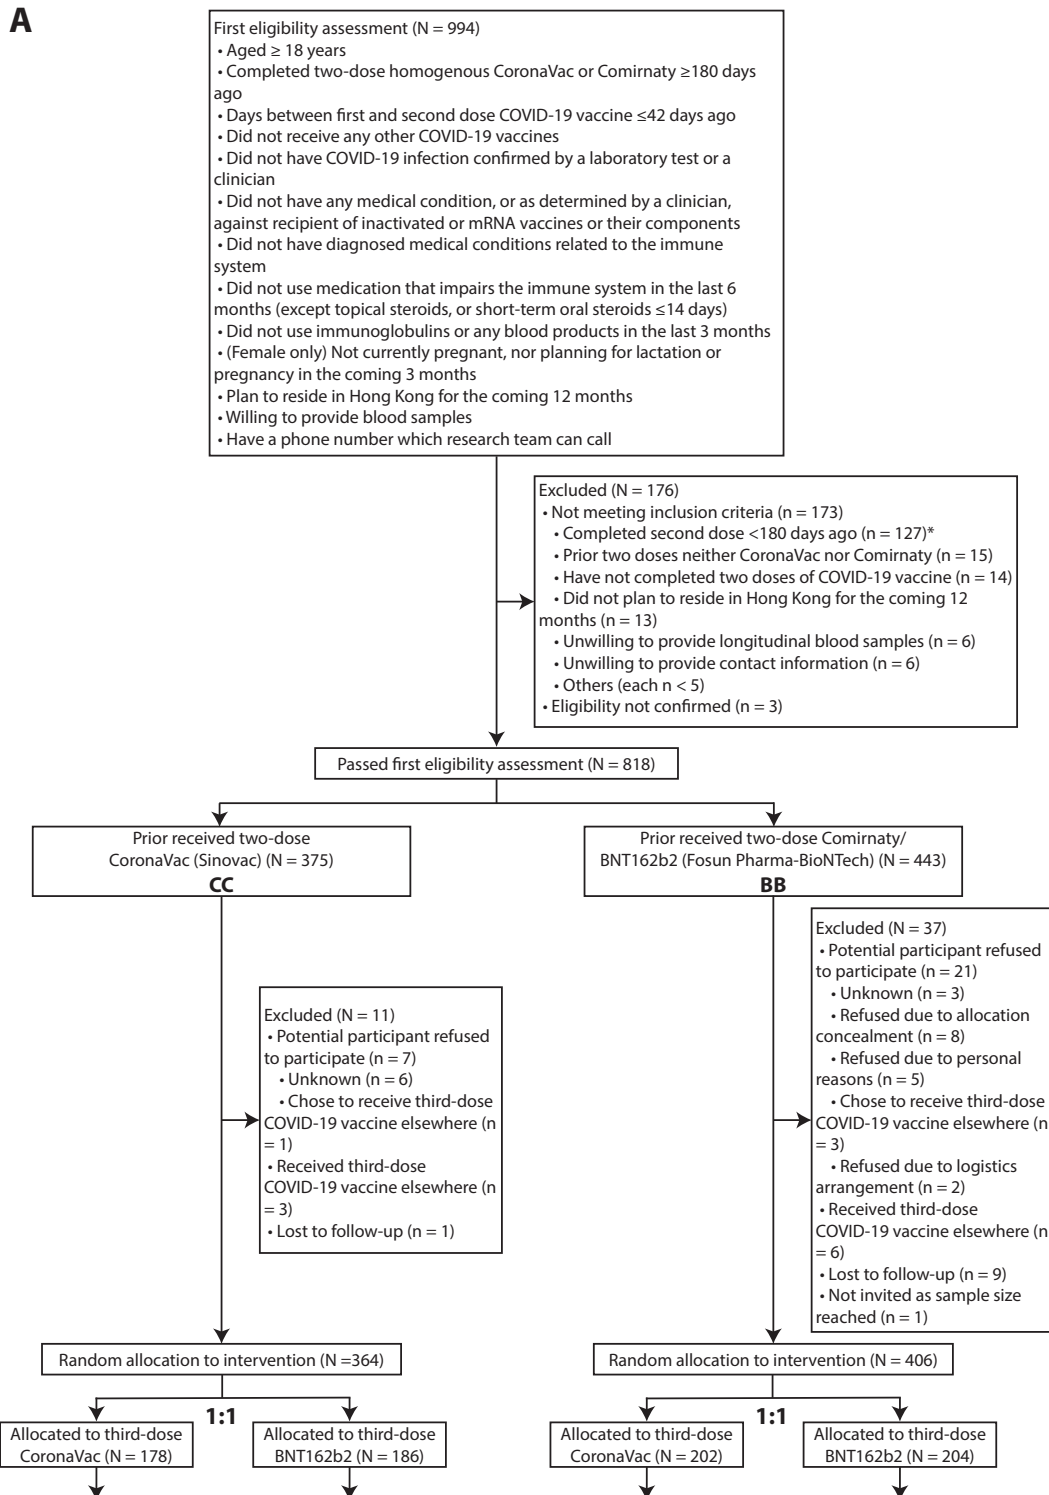 A
First eligibility assessment (N = 994)
• Aged ≥ 18 years
• Completed two-dose homogenous CoronaVac or Comirnaty ≥180 days
ago
• Days between first and second dose COVID-19 vaccine ≤42 days ago
• Did not receive any other COVID-19 vaccines
• Did not have COVID-19 infection confirmed by a laboratory test or a
clinician
• Did not have any medical condition, or as determined by a clinician,
against recipient of inactivated or mRNA vaccines or their components
• Did not have diagnosed medical conditions related to the immune
system
• Did not use medication that impairs the immune system in the last 6
months (except topical steroids, or short-term oral steroids ≤14 days)
• Did not use immunoglobulins or any blood products in the last 3 months
• (Female only) Not currently pregnant, nor planning for lactation or
pregnancy in the coming 3 months
• Plan to reside in Hong Kong for the coming 12 months
• Willing to provide blood samples
• Have a phone number which research team can call
Excluded (N = 176)
• Not meeting inclusion criteria (n = 173)
• Completed second dose <180 days ago (n = 127)*
• Prior two doses neither CoronaVac nor Comirnaty (n = 15)
• Have not completed two doses of COVID-19 vaccine (n = 14)
• Did not plan to reside in Hong Kong for the coming 12
months (n = 13)
• Unwilling to provide longitudinal blood samples (n = 6)
• Unwilling to provide contact information (n = 6)
• Others (each n < 5)
• Eligibility not confirmed (n = 3)
Passed first eligibility assessment (N = 818)
Prior received two-dose
CoronaVac (Sinovac) (N = 375)
CC
Prior received two-dose Comirnaty/
BNT162b2 (Fosun Pharma-BioNTech) (N = 443)
BB
Excluded (N = 11)
• Potential participant refused
to participate (n = 7)
• Unknown (n = 6)
• Chose to receive third-dose
COVID-19 vaccine elsewhere (n
= 1)
• Received third-dose
COVID-19 vaccine elsewhere (n
= 3)
• Lost to follow-up (n = 1)
Excluded (N = 37)
• Potential participant refused
to participate (n = 21)
• Unknown (n = 3)
• Refused due to allocation
concealment (n = 8)
• Refused due to personal
reasons (n = 5)
• Chose to receive third-dose
COVID-19 vaccine elsewhere (n
= 3)
• Refused due to logistics
arrangement (n = 2)
• Received third-dose
COVID-19 vaccine elsewhere (n
= 6)
• Lost to follow-up (n = 9)
• Not invited as sample size
reached (n = 1)
Random allocation to intervention (N =364)
Random allocation to intervention (N = 406)
1:1
1:1
Allocated to third-dose
CoronaVac (N = 178)
Allocated to third-dose
BNT162b2 (N = 186)
Allocated to third-dose
CoronaVac (N = 202)
Allocated to third-dose
BNT162b2 (N = 204)